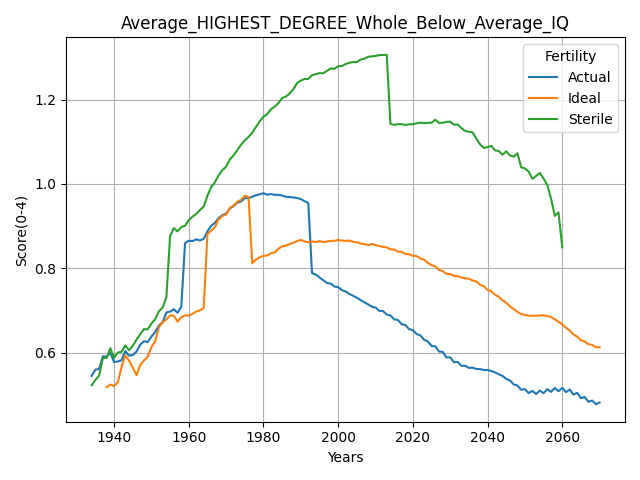 Average_HIGHEST_DEGREE_Whole_Below_Average_IQ
Fertility
Actual
Ideal
Sterile
Score(0-4)
1.2
1.0
0.8
0.6
1940 1960 1980 2000 2020 2040 2060
Years